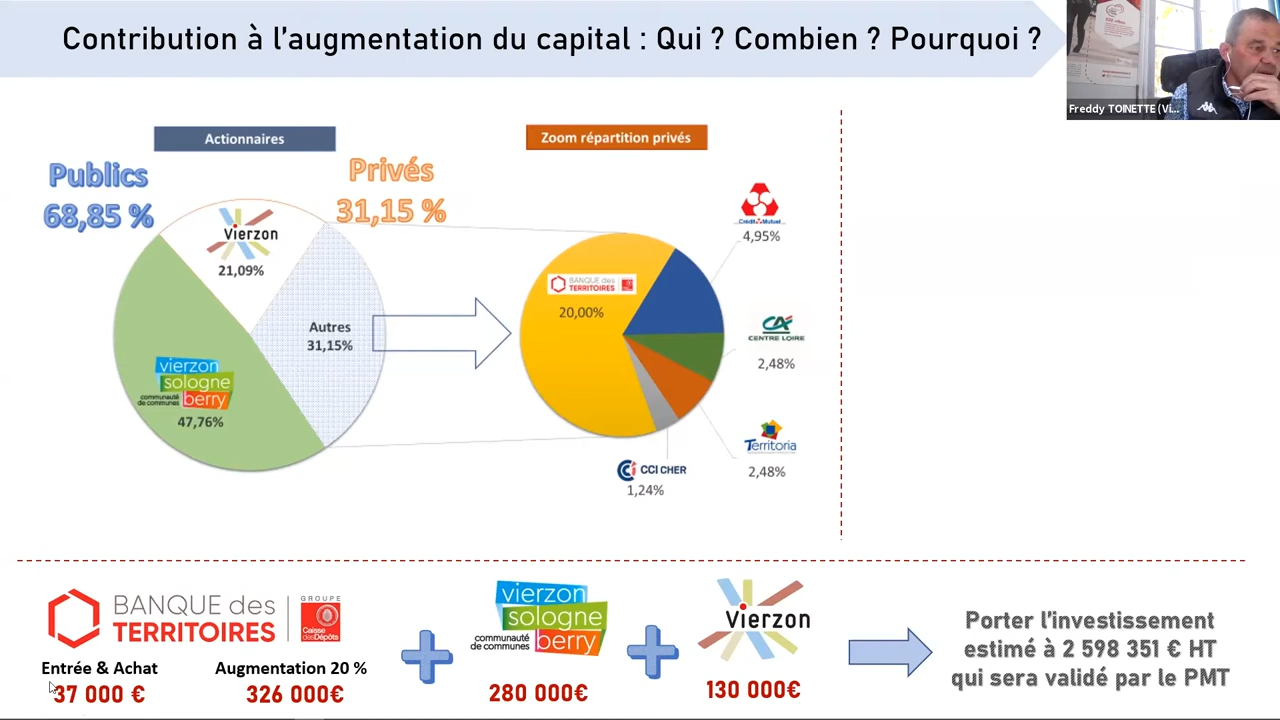 Contribution à l'augmentation du capital : Qui ? Combien ? Pourquoi ?
Freddy TOINETTE (Vi...
Actionnaires
Zoom répartition privés
Publics
68,85 %
Privés
31,15 %
Vierzon
21,09%
Autres
31,15%
vierzon
sologne
communauté
de communes
berry
47,76%
BANQUE des
TERRITOIRES
20,00%
Crédit Mutuel
4,95%
CA
CENTRE LOIRE
2,48%
Territoria
2,48%
CCI CHER
1,24%
BANQUE des
TERRITOIRES
GROUPE
Caisse
des Dépôts
Entrée & Achat
37 000 €
Augmentation 20 %
326 000€
vierzon
sologne
communauté
de communes
berry
280 000€
Vierzon
130 000€
Porter l'investissement
estimé à 2 598 351 € HT
qui sera validé par le PMT